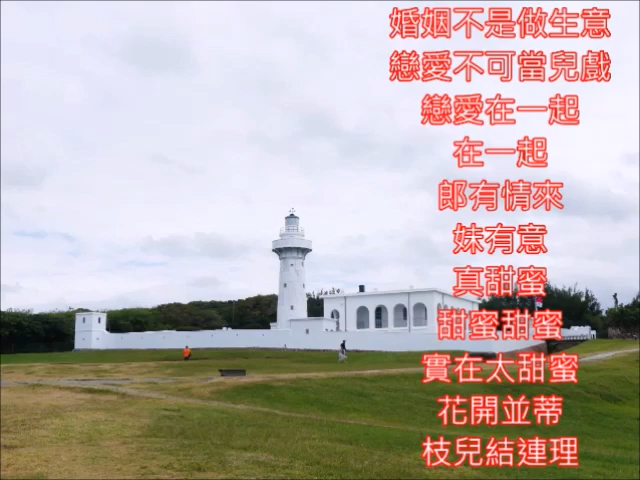 婚姻不是做生意
戀愛不可當兒戲
戀愛在一起
在一起
郎有情來
妹有意
真甜蜜
甜蜜甜蜜
實在太甜蜜
花開並蒂
枝兒結連理